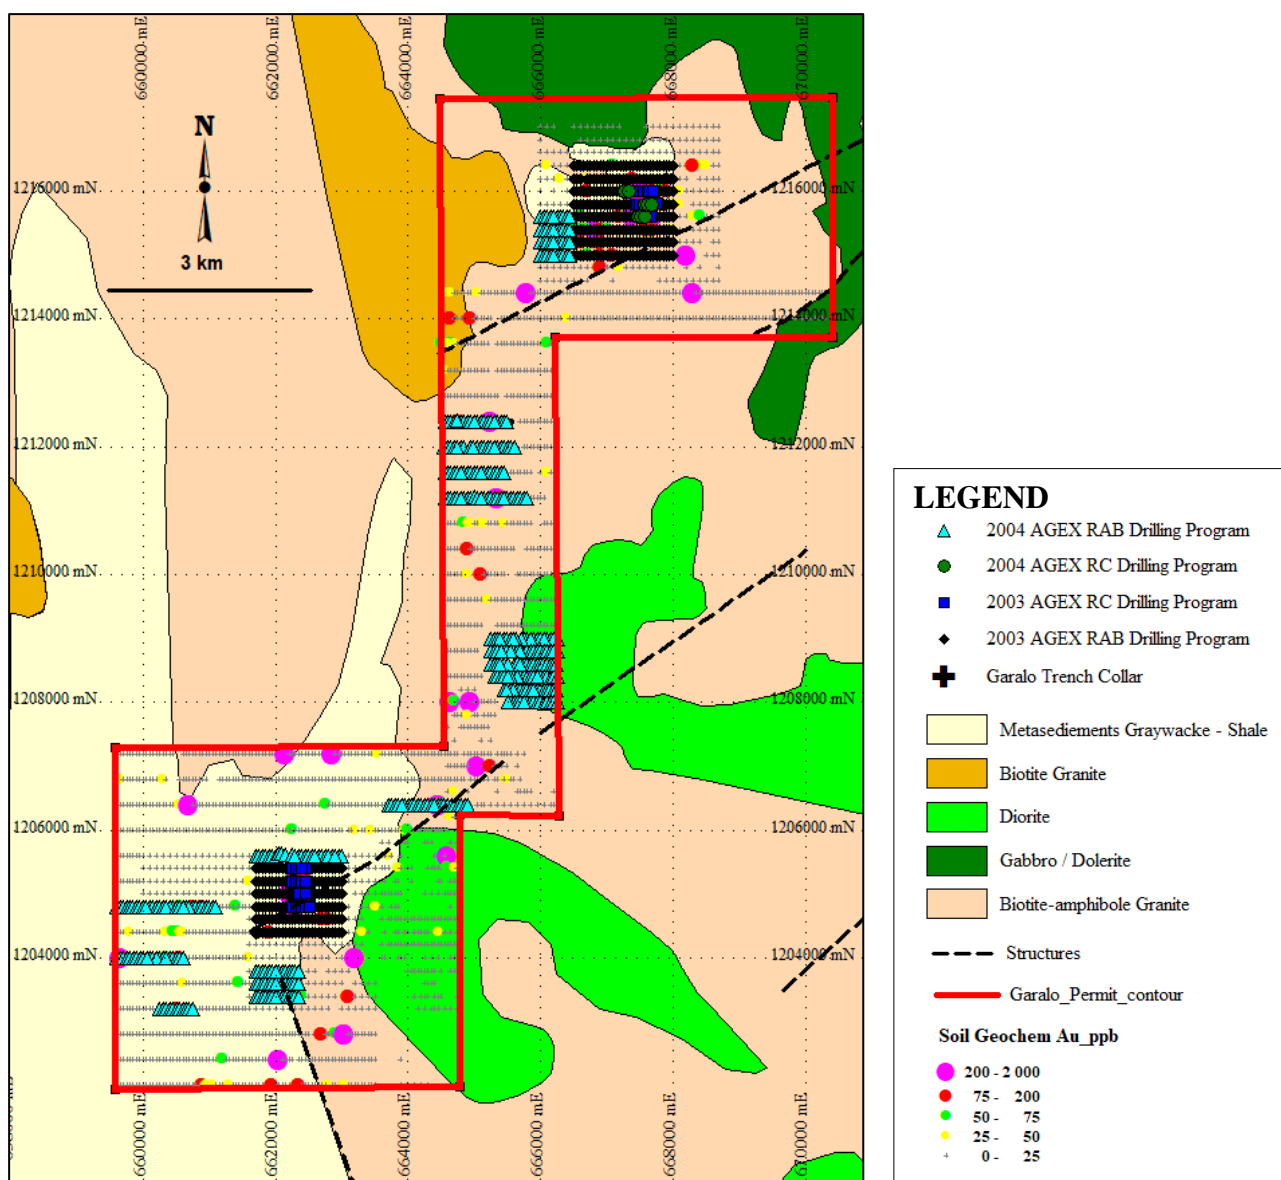 660000 mE
662000 mE
664000 mE
666000 mE
668000 mE
670000 mE
N
3 km
1216000 mN
1216000 mN
1214000 mN
1214000 mN
1212000 mN
1212000 mN
1210000 mN
1210000 mN
1208000 mN
1208000 mN
1206000 mN
1206000 mN
1204000 mN
1204000 mN
660000 mE
662000 mE
664000 mE
666000 mE
668000 mE
670000 mE
LEGEND
2004 AGEX RAB Drilling Program
2004 AGEX RC Drilling Program
2003 AGEX RC Drilling Program
2003 AGEX RAB Drilling Program
Garalo Trench Collar
Metasediements Graywacke - Shale
Biotite Granite
Diorite
Gabbro / Dolerite
Biotite-amphibole Granite
Structures
Garalo_Permit_contour
Soil Geochem Au_ppb
200 - 2 000
75 - 200
50 - 75
25 - 50
0 - 25